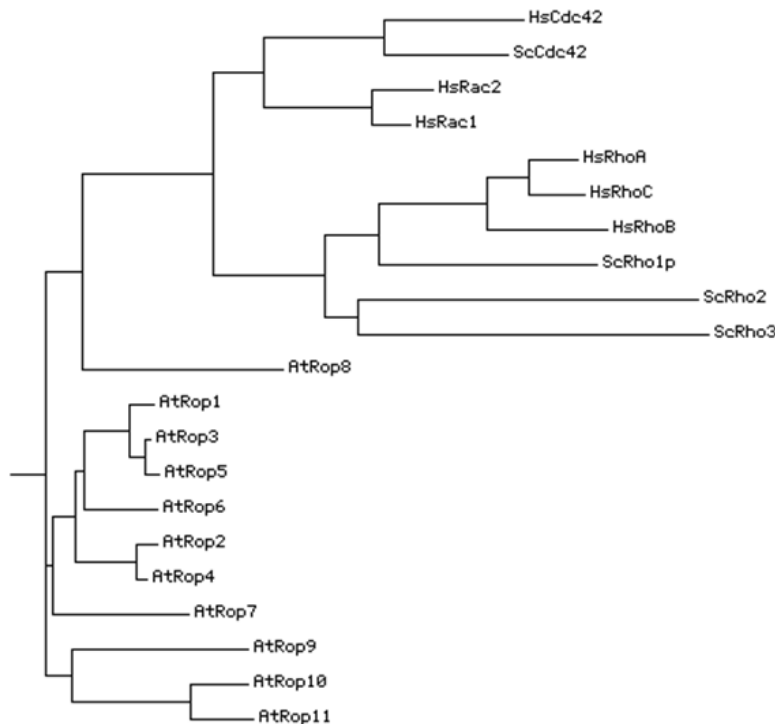 HsCdc42
ScCdc42
HsRac2
HsRac1
HsRhoA
HsRhoC
HsRhoB
ScRho1p
ScRho2
ScRho3
AtRop8
AtRop1
AtRop3
AtRop5
AtRop6
AtRop2
AtRop4
AtRop7
AtRop9
AtRop10
AtRop11